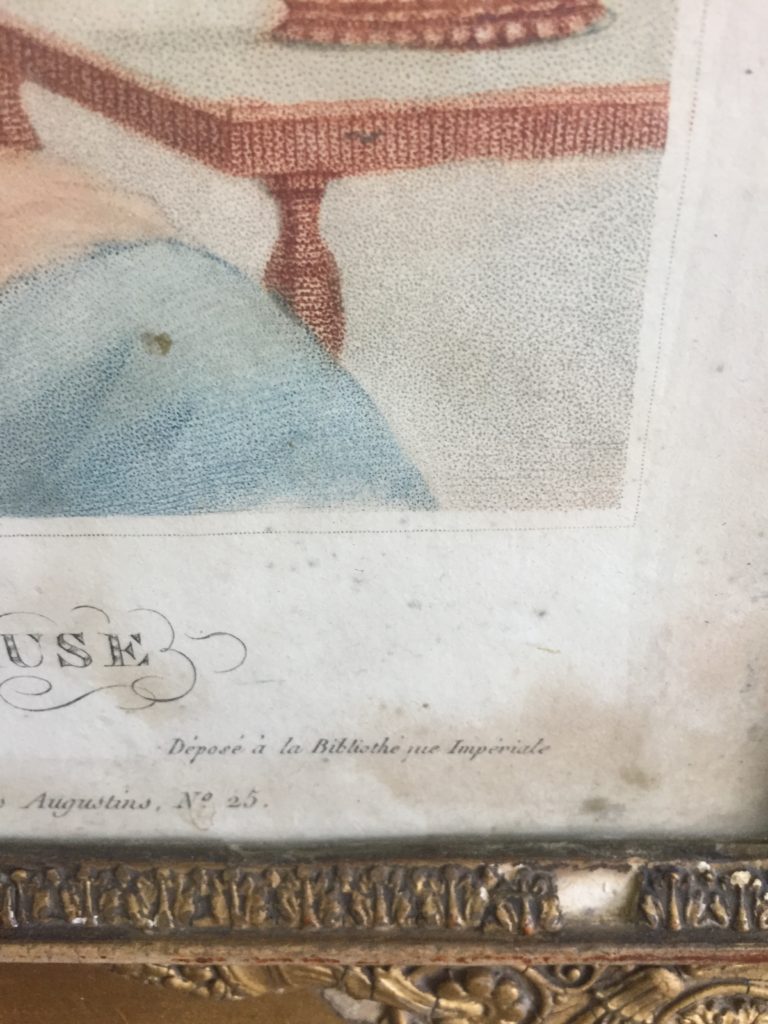 USE
Déposé à la Bibliothèque Impériale
Augustins, Nº 25.